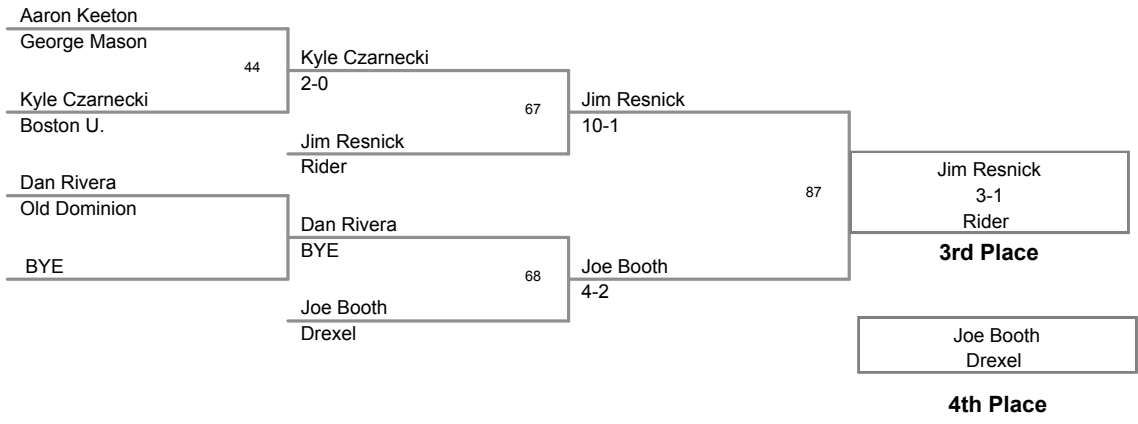 Aaron Keeton
George Mason
44
Kyle Czarnecki
2-0
Kyle Czarnecki
Boston U.
67
Jim Resnick
10-1
Jim Resnick
Rider
Dan Rivera
Old Dominion
87
Jim Resnick
3-1
Rider
3rd Place
Dan Rivera
BYE
BYE
68
Joe Booth
4-2
Joe Booth
Drexel
Joe Booth
Drexel
4th Place